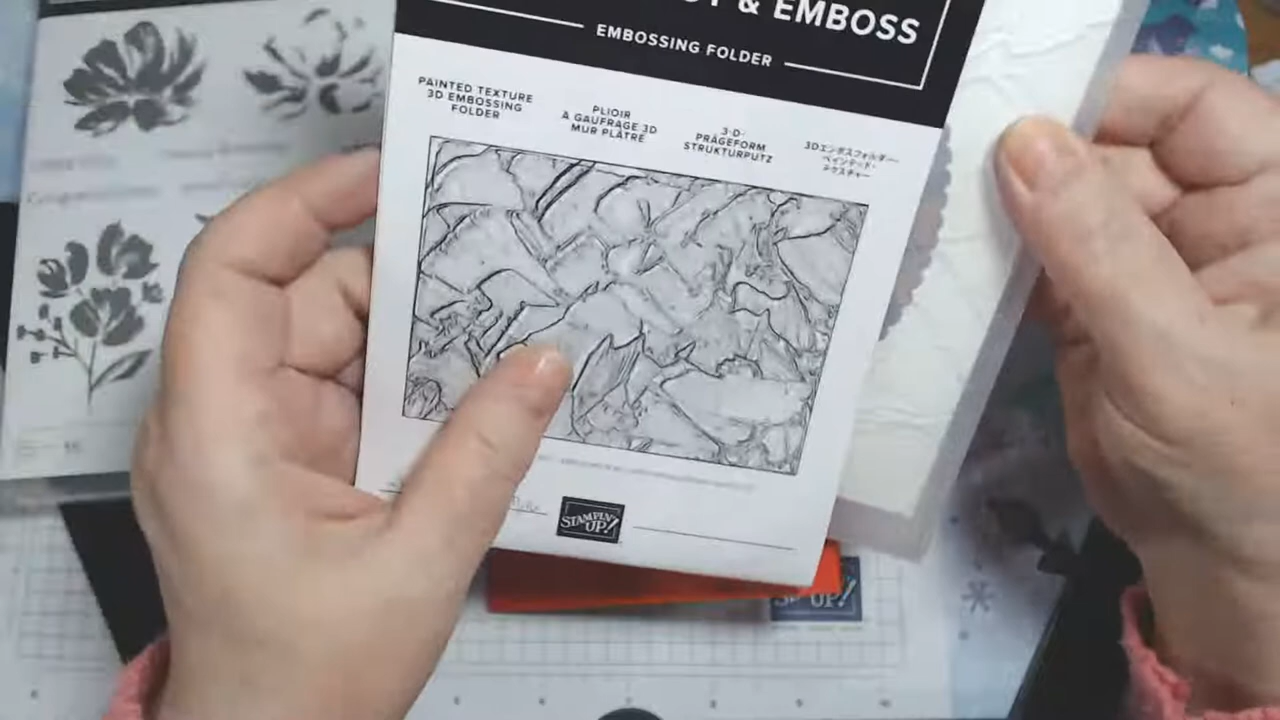 & EMBOSS
EMBOSSING FOLDER
PAINTED TEXTURE
3D EMBOSSING
FOLDER
PLIOIR
A GAUFRAGE 3D
MUR PLÂTRÉ
3-D-
PRÄGEFORM
STRUKTURPUTZ
3Dエンボスフォルダー
ペインテッド・
テクスチャー
STAMPIN'
UP!
UP!